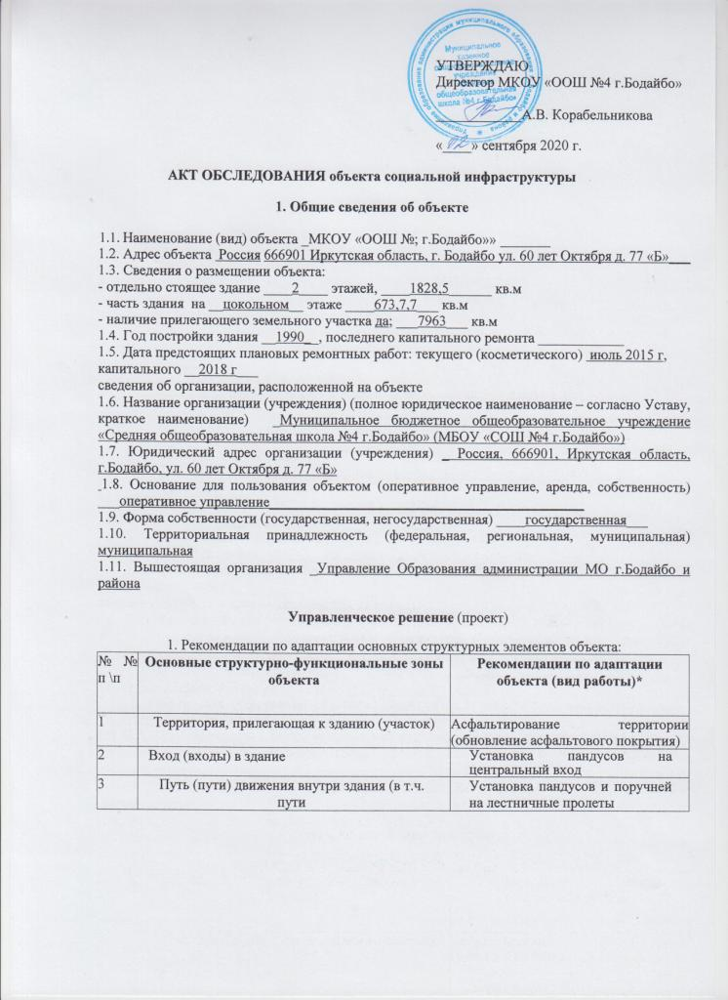 УТВЕРЖДАЮ
Директор МКОУ «ООШ №4 г.Бодайбо»
____________А.В. Корабельникова
«02» сентября 2020 г.
Муниципальное
казенное
учреждение
общеобразовательная
школа №4 г.Бодайбо»
АКТ ОБСЛЕДОВАНИЯ объекта социальной инфраструктуры
1. Общие сведения об объекте
1.1. Наименование (вид) объекта _МКОУ «ООШ №; г.Бодайбо»» _______
1.2. Адрес объекта _Россия 666901 Иркутская область, г. Бодайбо ул. 60 лет Октября д. 77 «Б»___
1.3. Сведения о размещении объекта:
- отдельно стоящее здание ____2____ этажей, ____1828,5______ кв.м
- часть здания на __цокольном__ этаже ____673,7,7___ кв.м
- наличие прилегающего земельного участка да; ___7963___ кв.м
1.4. Год постройки здания __1990_ _, последнего капитального ремонта ____________
1.5. Дата предстоящих плановых ремонтных работ: текущего (косметического) _июль 2015 г,
капитального __2018 г___
сведения об организации, расположенной на объекте
1.6. Название организации (учреждения) (полное юридическое наименование – согласно Уставу,
краткое наименование) _Муниципальное бюджетное общеобразовательное учреждение
«Средняя общеобразовательная школа №4 г.Бодайбо» (МБОУ «СОШ №4 г.Бодайбо»)
1.7. Юридический адрес организации (учреждения) _ Россия, 666901, Иркутская область,
г.Бодайбо, ул. 60 лет Октября д. 77 «Б»
_1.8. Основание для пользования объектом (оперативное управление, аренда, собственность)
___оперативное управление____________________________________________
1.9. Форма собственности (государственная, негосударственная) ____государственная___
1.10. Территориальная принадлежность (федеральная, региональная, муниципальная)
муниципальная
1.11. Вышестоящая организация _Управление Образования администрации МО г.Бодайбо и
района
Управленческое решение (проект)
1. Рекомендации по адаптации основных структурных элементов объекта:
№ № Основные структурно-функциональные зоны Рекомендации по адаптации
п \п объекта объекта (вид работы)*
1 Территория, прилегающая к зданию (участок) Асфальтирование территории
(обновление асфальтового покрытия)
2 Вход (входы) в здание Установка пандусов на
центральный вход
3 Путь (пути) движения внутри здания (в т.ч. Установка пандусов и поручней
пути на лестничные пролеты